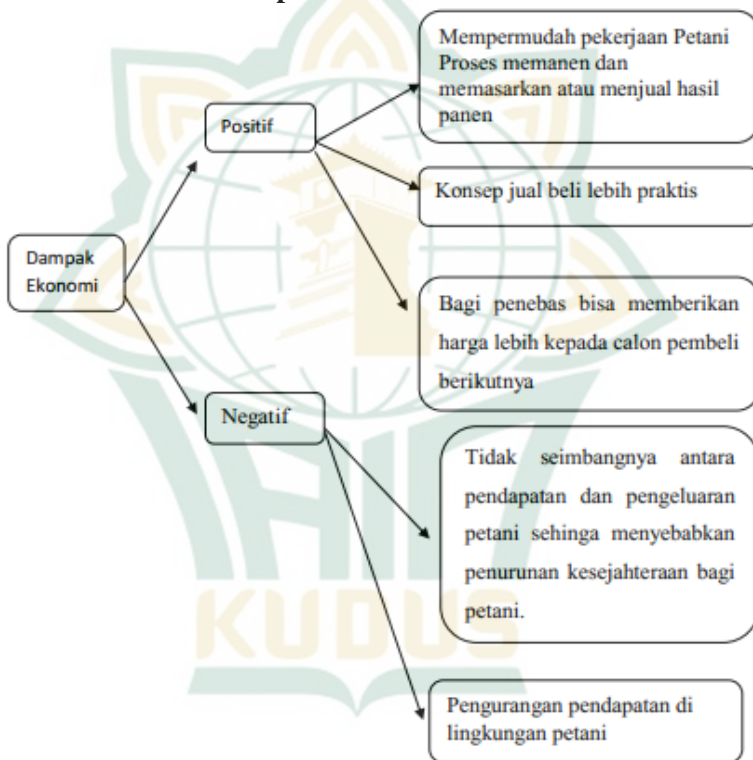 Mempermudah pekerjaan Petani
Proses memanen dan
memasarkan atau menjual hasil
panen
Positif
Konsep jual beli lebih praktis
Dampak
Ekonomi
Bagi penebas bisa memberikan
harga lebih kepada calon pembeli
berikutnya
Negatif
Tidak seimbangnya antara
pendapatan dan pengeluaran
petani sehinga menyebabkan
penurunan kesejahteraan bagi
petani.
Pengurangan pendapatan di
lingkungan petani
IAIN
KUDUS